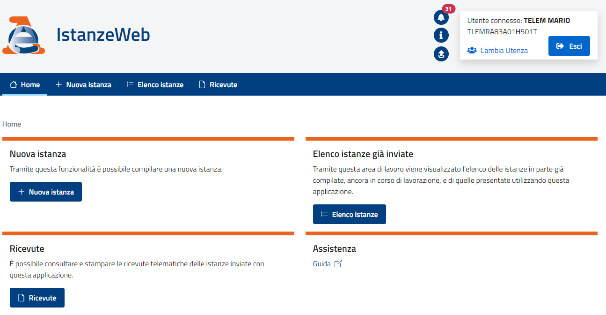 IstanzeWeb
31
Utente connesso: TELEM MARIO
TLEMRA83A01H501T
Cambia Utenza
Esci
Home
Nuova istanza
Elenco istanze
Ricevute
Home
Nuova istanza
Tramite questa funzionalità è possibile compilare una nuova istanza.
Nuova istanza
Elenco istanze già inviate
Tramite questa area di lavoro viene visualizzato l'elenco delle istanze in parte già
compilate, ancora in corso di lavorazione, e di quelle presentate utilizzando questa
applicazione.
Elenco istanze
Ricevute
È possibile consultare e stampare le ricevute telematiche delle istanze inviate con
questa applicazione.
Ricevute
Assistenza
Guida